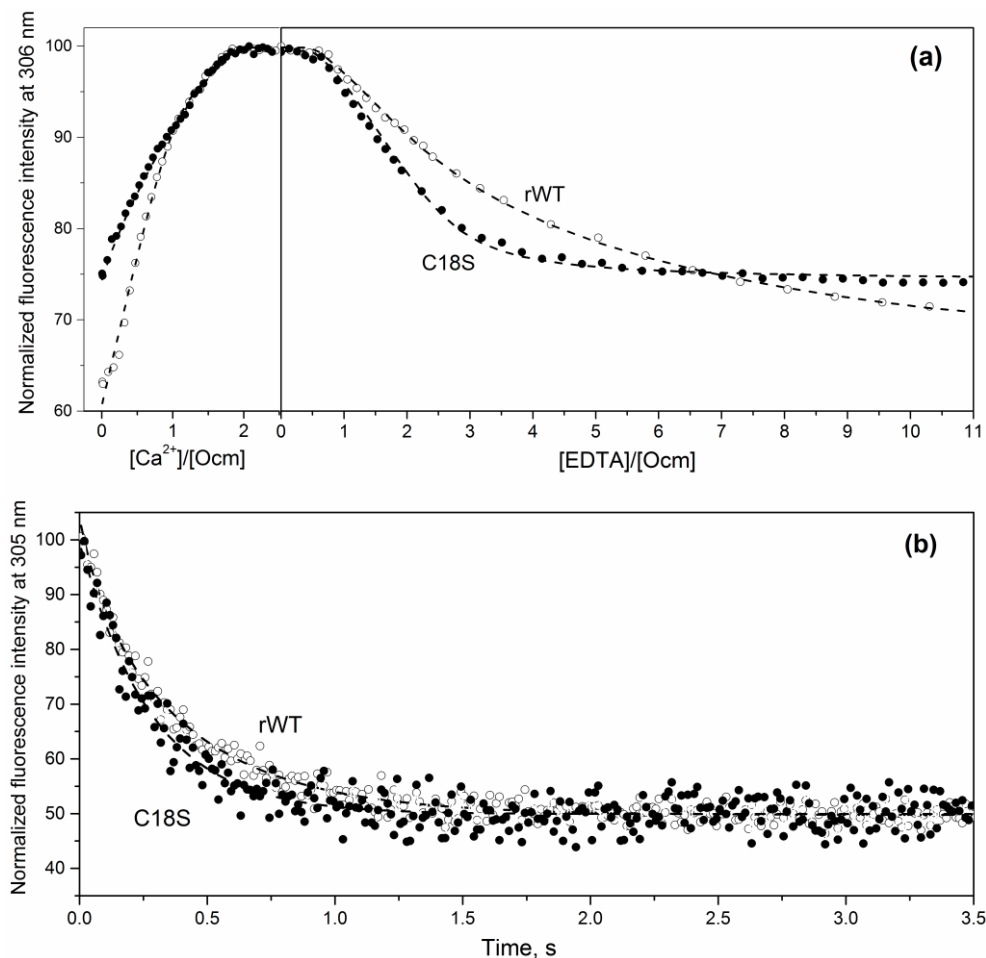 (a)
Normalized fluorescence intensity at 306 nm
100
90
80
70
60
rWT
C18S
0 1 2 0 1 2 3 4 5 6 7 8 9 10 11
[Ca²⁺]/[Ocm] [EDTA]/[Ocm]
(b)
Normalized fluorescence intensity at 305 nm
100
90
80
70
60
50
40
rWT
C18S
0.0 0.5 1.0 1.5 2.0 2.5 3.0 3.5
Time, s